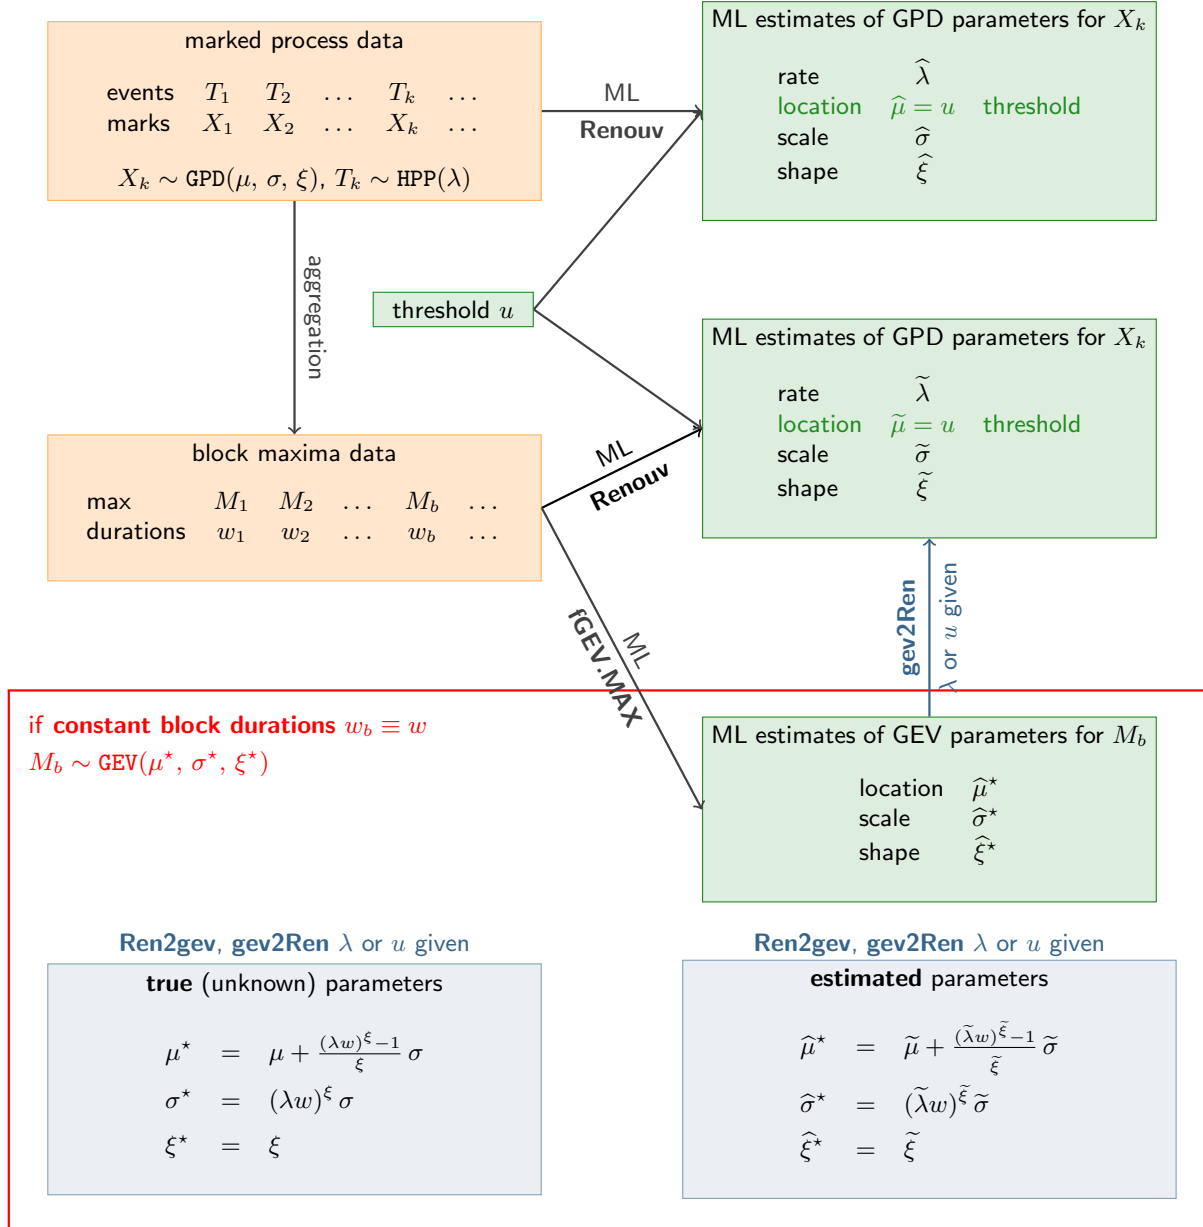 marked process data
events T₁ T₂ … Tₖ …
marks X₁ X₂ … Xₖ …
Xₖ ∼ GPD(μ, σ, ξ), Tₖ ∼ HPP(λ)
ML
Renouv
ML estimates of GPD parameters for Xₖ
rate λ̂
location μ̂ = u threshold
scale σ̂
shape ξ̂
aggregation
threshold u
ML estimates of GPD parameters for Xₖ
rate λ̃
location μ̃ = u threshold
scale σ̃
shape ξ̃
block maxima data
max M₁ M₂ … M_b …
durations w₁ w₂ … w_b …
ML
Renouv
ML
fGEV.MAX
gev2Ren
λ or u given
if constant block durations w_b ≡ w
M_b ∼ GEV(μ⋆, σ⋆, ξ⋆)
ML estimates of GEV parameters for M_b
location μ̂⋆
scale σ̂⋆
shape ξ̂⋆
Ren2gev, gev2Ren λ or u given
true (unknown) parameters
μ⋆ = μ + ((λw)^ξ − 1)/ξ σ
σ⋆ = (λw)^ξ σ
ξ⋆ = ξ
Ren2gev, gev2Ren λ or u given
estimated parameters
μ̂⋆ = μ̃ + ((λ̃w)^ξ̃ − 1)/ξ̃ σ̃
σ̂⋆ = (λ̃w)^ξ̃ σ̃
ξ̂⋆ = ξ̃